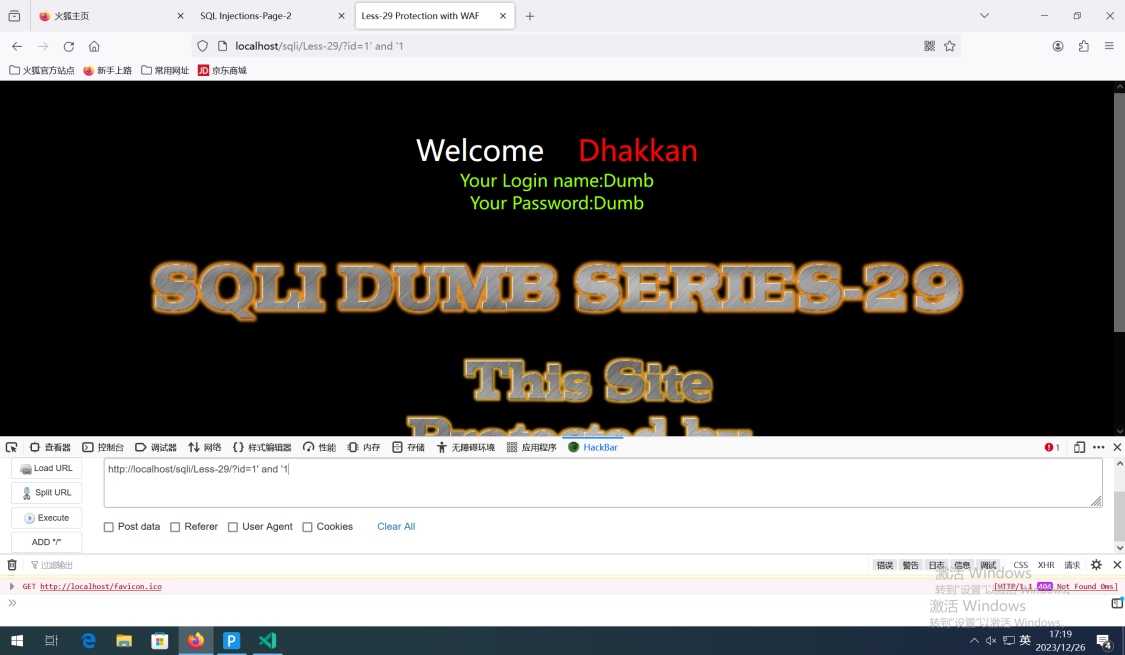 火狐主页
SQL Injections-Page-2
Less-29 Protection with WAF
localhost/sqli/Less-29/?id=1' and '1
火狐官方站点 新手上路 常用网址 JD 京东商城
Welcome Dhakkan
Your Login name:Dumb
Your Password:Dumb
SQLI DUMB SERIES-29
This Site
Protected by
查看器 控制台 调试器 网络 样式编辑器 性能 内存 存储 无障碍环境 应用程序 HackBar 1
Load URL
http://localhost/sqli/Less-29/?id=1' and '1
Split URL
Execute
Post data Referer User Agent Cookies Clear All
ADD "/"
过滤输出 错误 警告 日志 信息 调试 CSS XHR 请求
激活 Windows
GET http://localhost/favicon.ico [HTTP/1.1 404 Not Found 0ms]
转到"设置"以激活 Windows。
激活 Windows
转到"设置"以激活 Windows。
英 17:19
2023/12/26
4